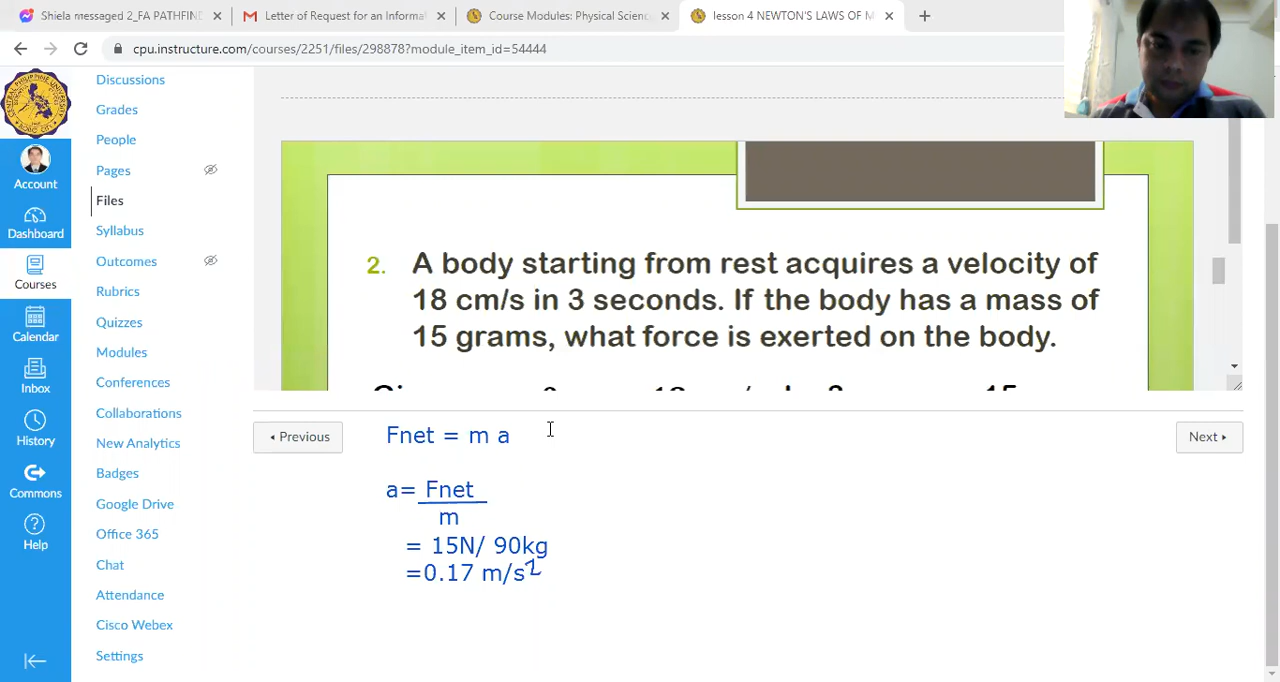 Shiela messaged 2_FA PATHFIND
Letter of Request for an Informat
Course Modules: Physical Scienc
lesson 4 NEWTON'S LAWS OF M
cpu.instructure.com/courses/2251/files/298878?module_item_id=54444
Account
Dashboard
Courses
Calendar
Inbox
History
Commons
Help
Discussions
Grades
People
Pages
Files
Syllabus
Outcomes
Rubrics
Quizzes
Modules
Conferences
Collaborations
New Analytics
Badges
Google Drive
Office 365
Chat
Attendance
Cisco Webex
Settings
2. A body starting from rest acquires a velocity of
18 cm/s in 3 seconds. If the body has a mass of
15 grams, what force is exerted on the body.
Previous
Next
Fnet = m a
a= Fnet
m
= 15N/ 90kg
=0.17 m/s2